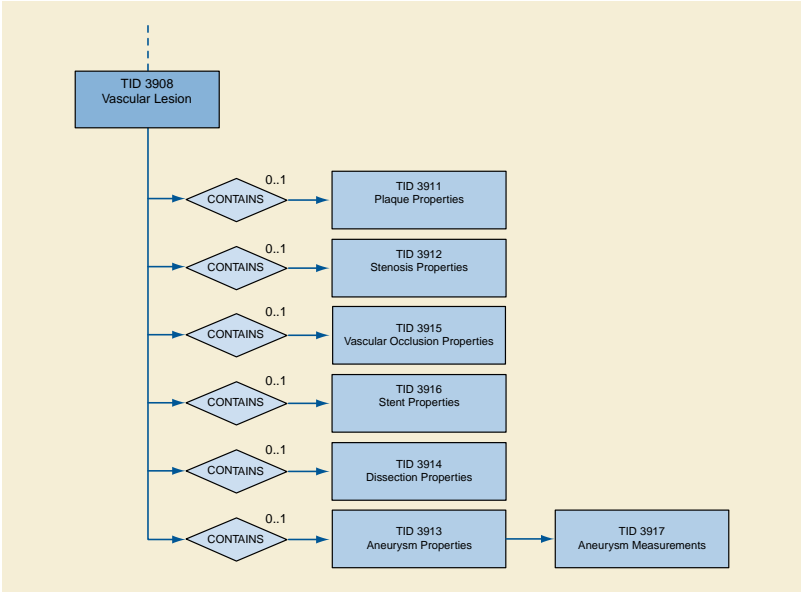 TID 3908
Vascular Lesion
0..1
CONTAINS
TID 3911
Plaque Properties
0..1
CONTAINS
TID 3912
Stenosis Properties
0..1
CONTAINS
TID 3915
Vascular Occlusion Properties
0..1
CONTAINS
TID 3916
Stent Properties
0..1
CONTAINS
TID 3914
Dissection Properties
0..1
CONTAINS
TID 3913
Aneurysm Properties
TID 3917
Aneurysm Measurements